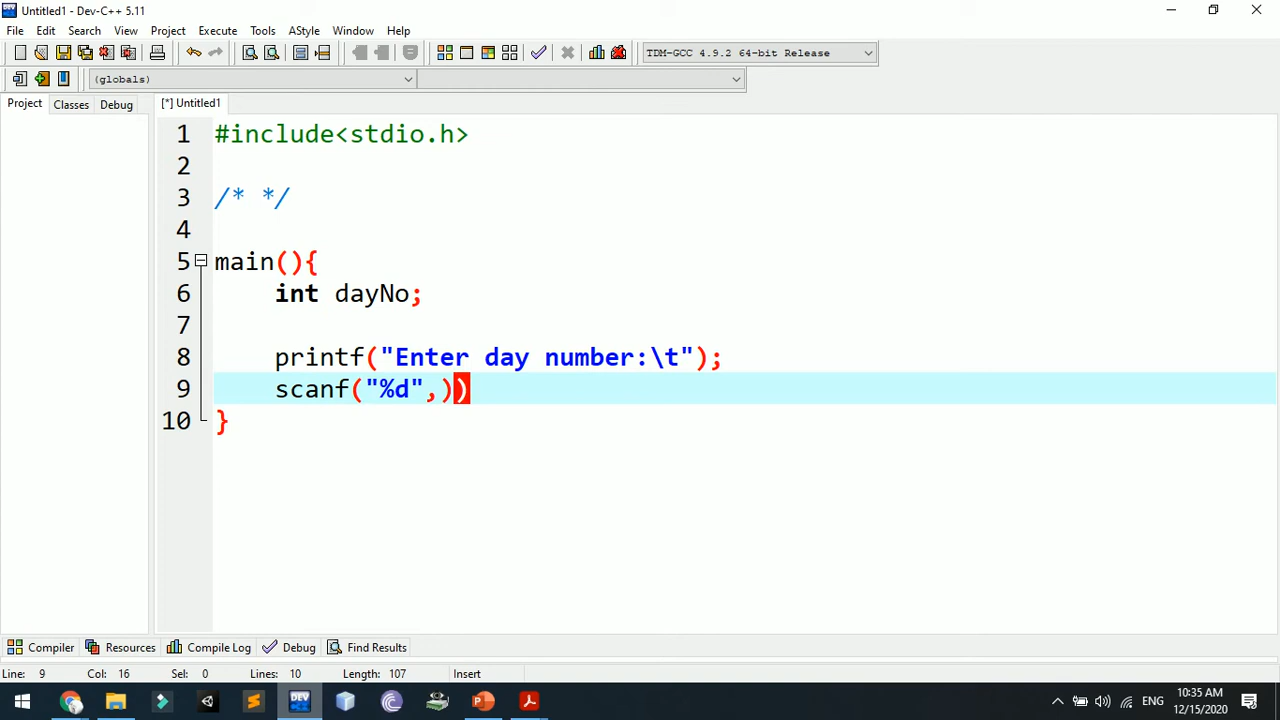 Untitled1 - Dev-C++ 5.11
File Edit Search View Project Execute Tools AStyle Window Help
TDM-GCC 4.9.2 64-bit Release
(globals)
Project Classes Debug [*] Untitled1
1 #include<stdio.h>
2
3 /* */
4
5 main(){
6 int dayNo;
7
8 printf("Enter day number:\t");
9 scanf("%d",))
10 }
Compiler Resources Compile Log Debug Find Results
Line: 9 Col: 16 Sel: 0 Lines: 10 Length: 107 Insert
DEV P ENG 10:35 AM
12/15/2020